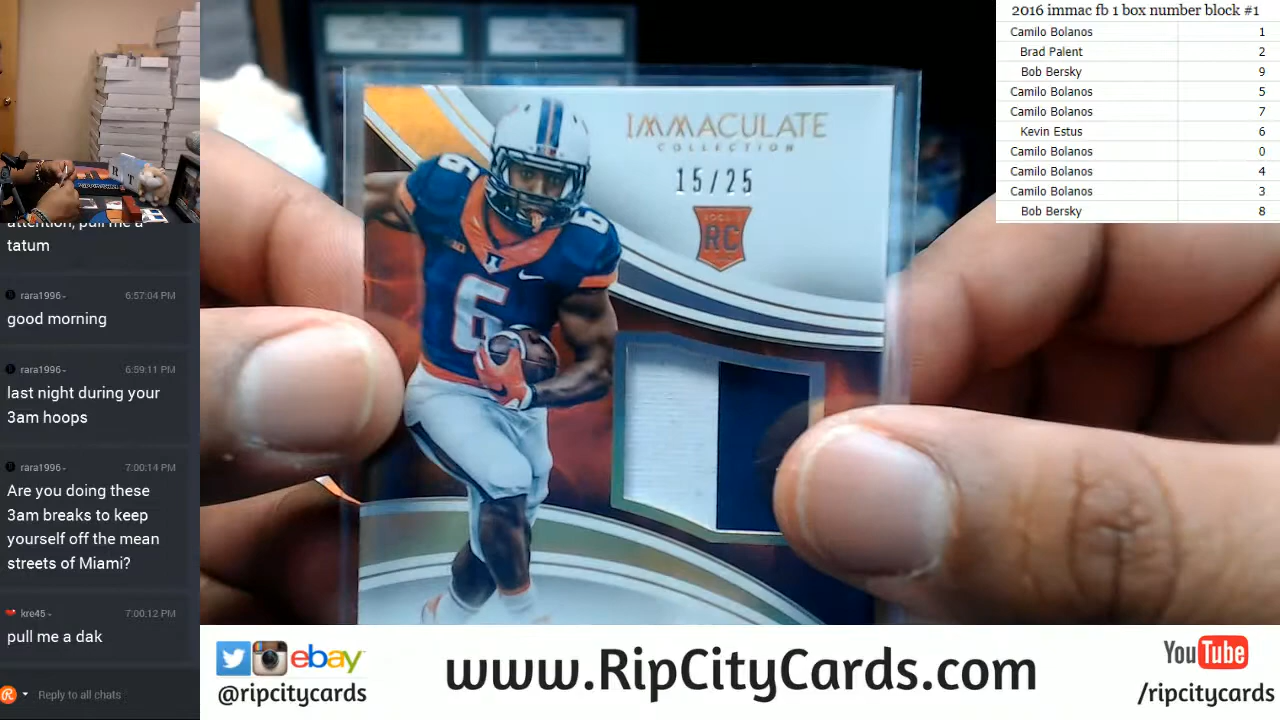 2016 immac fb 1 box number block #1
Camilo Bolanos 1
Brad Palent 2
Bob Bersky 9
Camilo Bolanos 5
Camilo Bolanos 7
Kevin Estus 6
Camilo Bolanos 0
Camilo Bolanos 4
Camilo Bolanos 3
Bob Bersky 8
tatum
rara1996- 6:57:04 PM
good morning
rara1996- 6:59:11 PM
last night during your
3am hoops
rara1996- 7:00:14 PM
Are you doing these
3am breaks to keep
yourself off the mean
streets of Miami?
kre45- 7:00:12 PM
pull me a dak
Reply to all chats
IMMACULATE
COLLECTION
15/25
RC
6
6
6
ebay
@ripcitycards
www.RipCityCards.com
YouTube
/ripcitycards